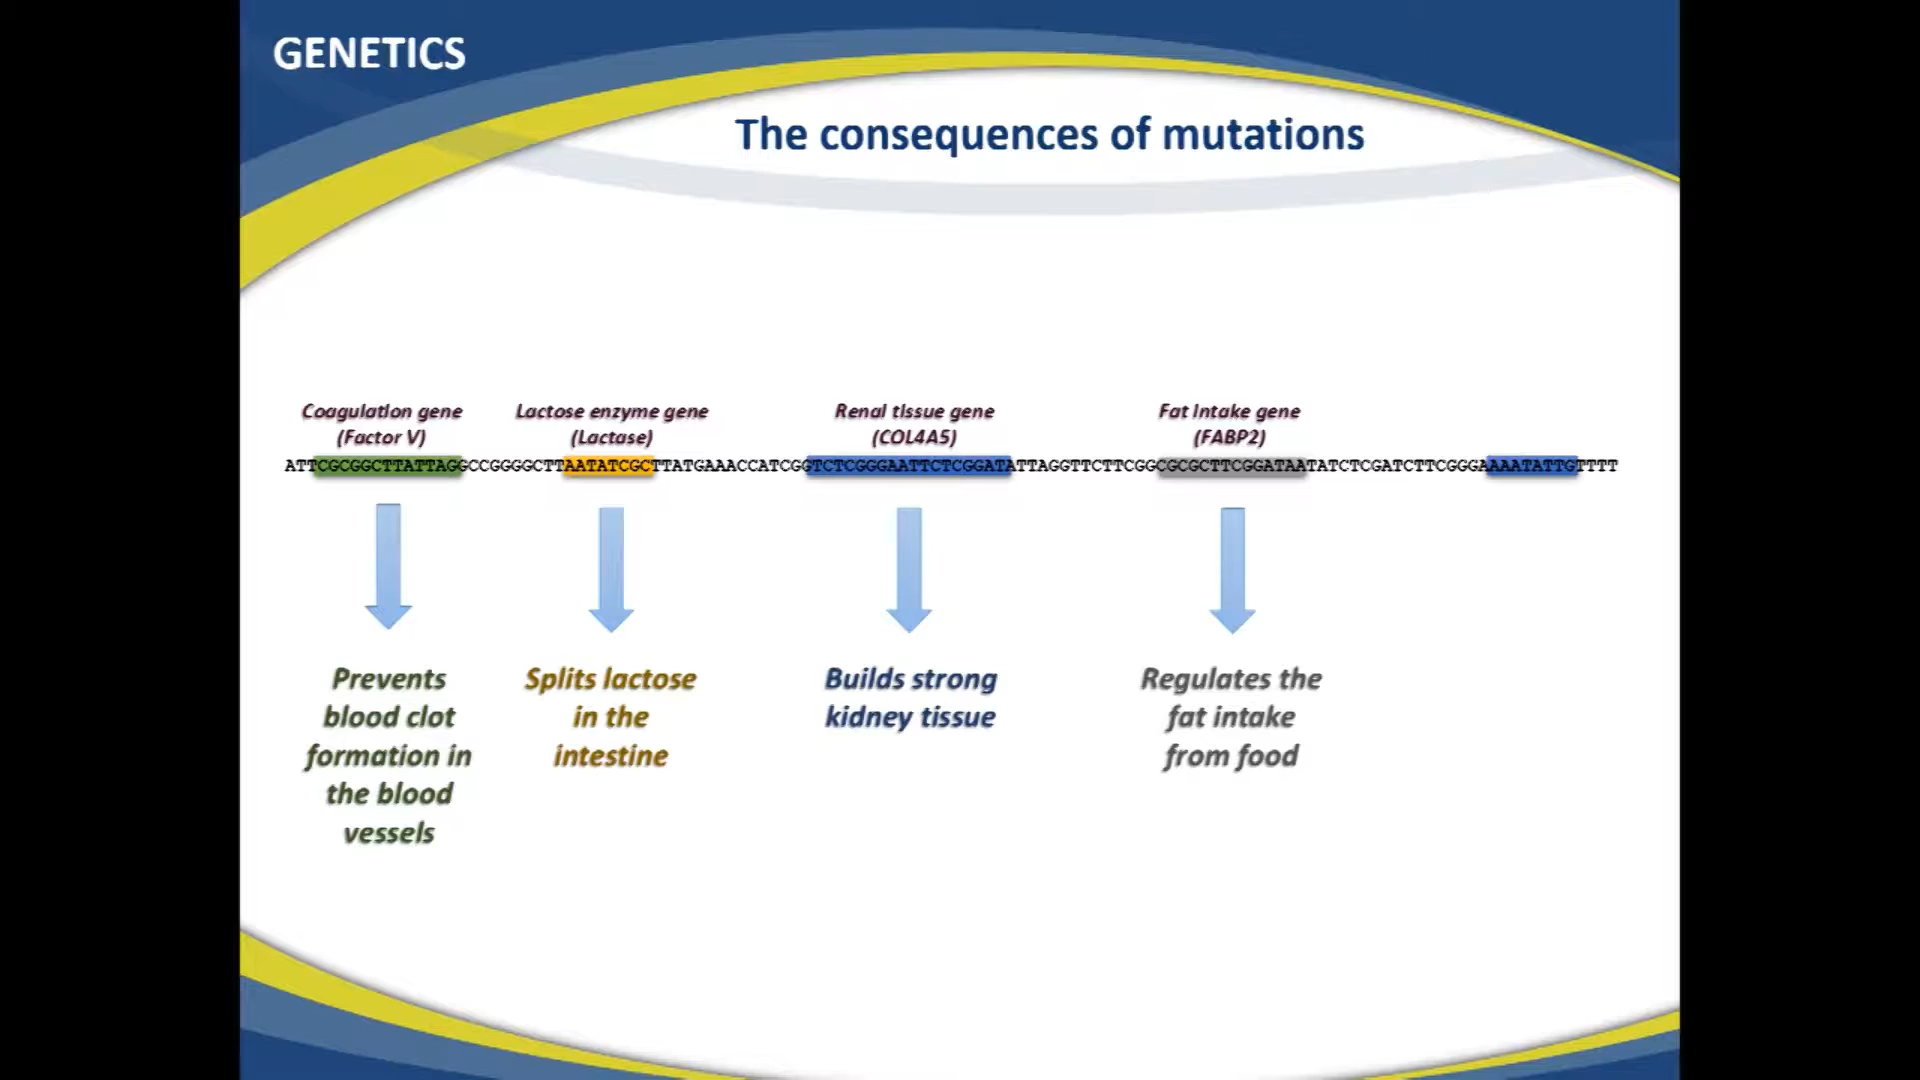 GENETICS
The consequences of mutations
Coagulation gene
(Factor V)
Lactose enzyme gene
(Lactase)
Renal tissue gene
(COL4A5)
Fat intake gene
(FABP2)
ATTCGCGGCTTATTAGGCCGGGGCTTAATATCGCTTATGAAACCATCGGTCTCGGGAATTCTCGGATATTAGGTTCTTCGGCGCGCTTCGGATAATATCTCGATCTTCGGGAAAATATTGTTTT
Prevents
blood clot
formation in
the blood
vessels
Splits lactose
in the
intestine
Builds strong
kidney tissue
Regulates the
fat intake
from food